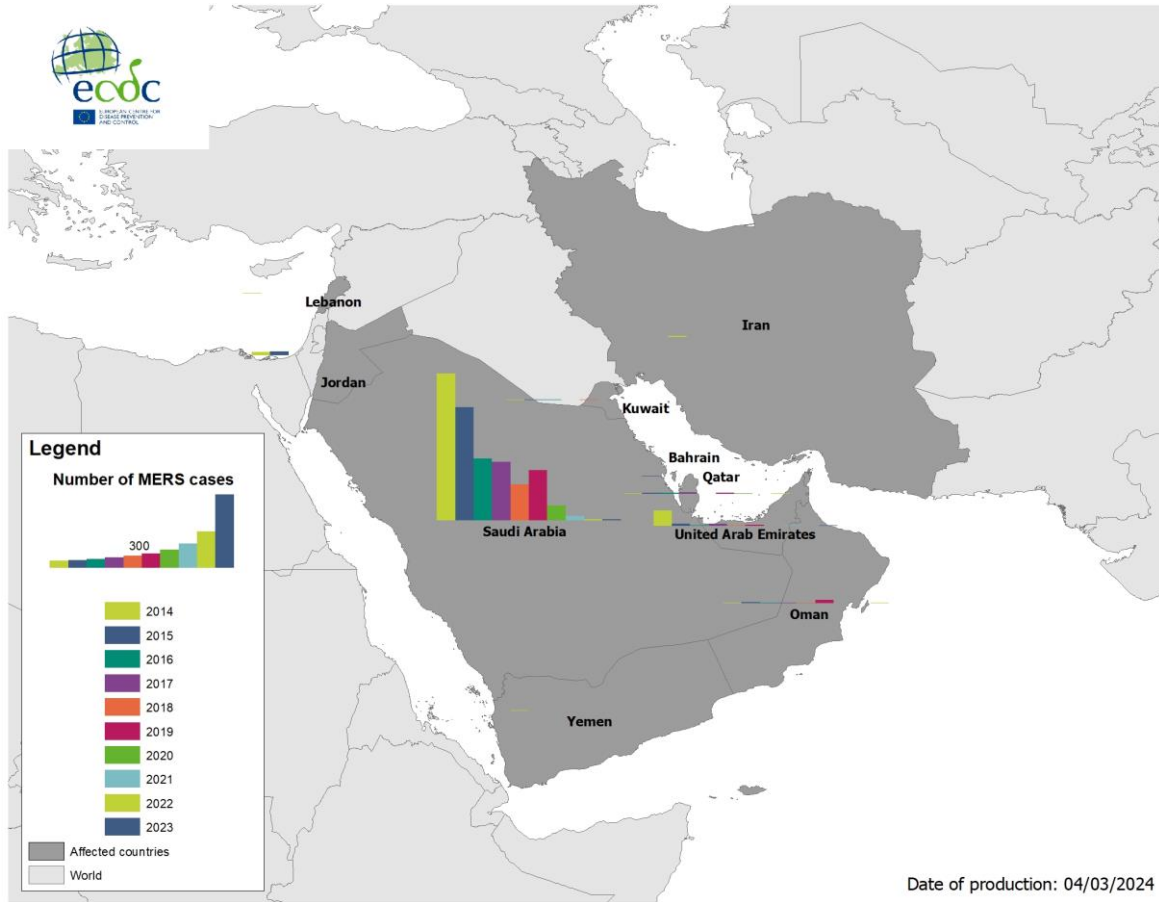 ecdc
EUROPEAN CENTRE FOR
DISEASE PREVENTION
AND CONTROL
Lebanon
Iran
Jordan
Kuwait
Bahrain
Qatar
Saudi Arabia
United Arab Emirates
Oman
Yemen
Legend
Number of MERS cases
300
2014
2015
2016
2017
2018
2019
2020
2021
2022
2023
Affected countries
World
Date of production: 04/03/2024